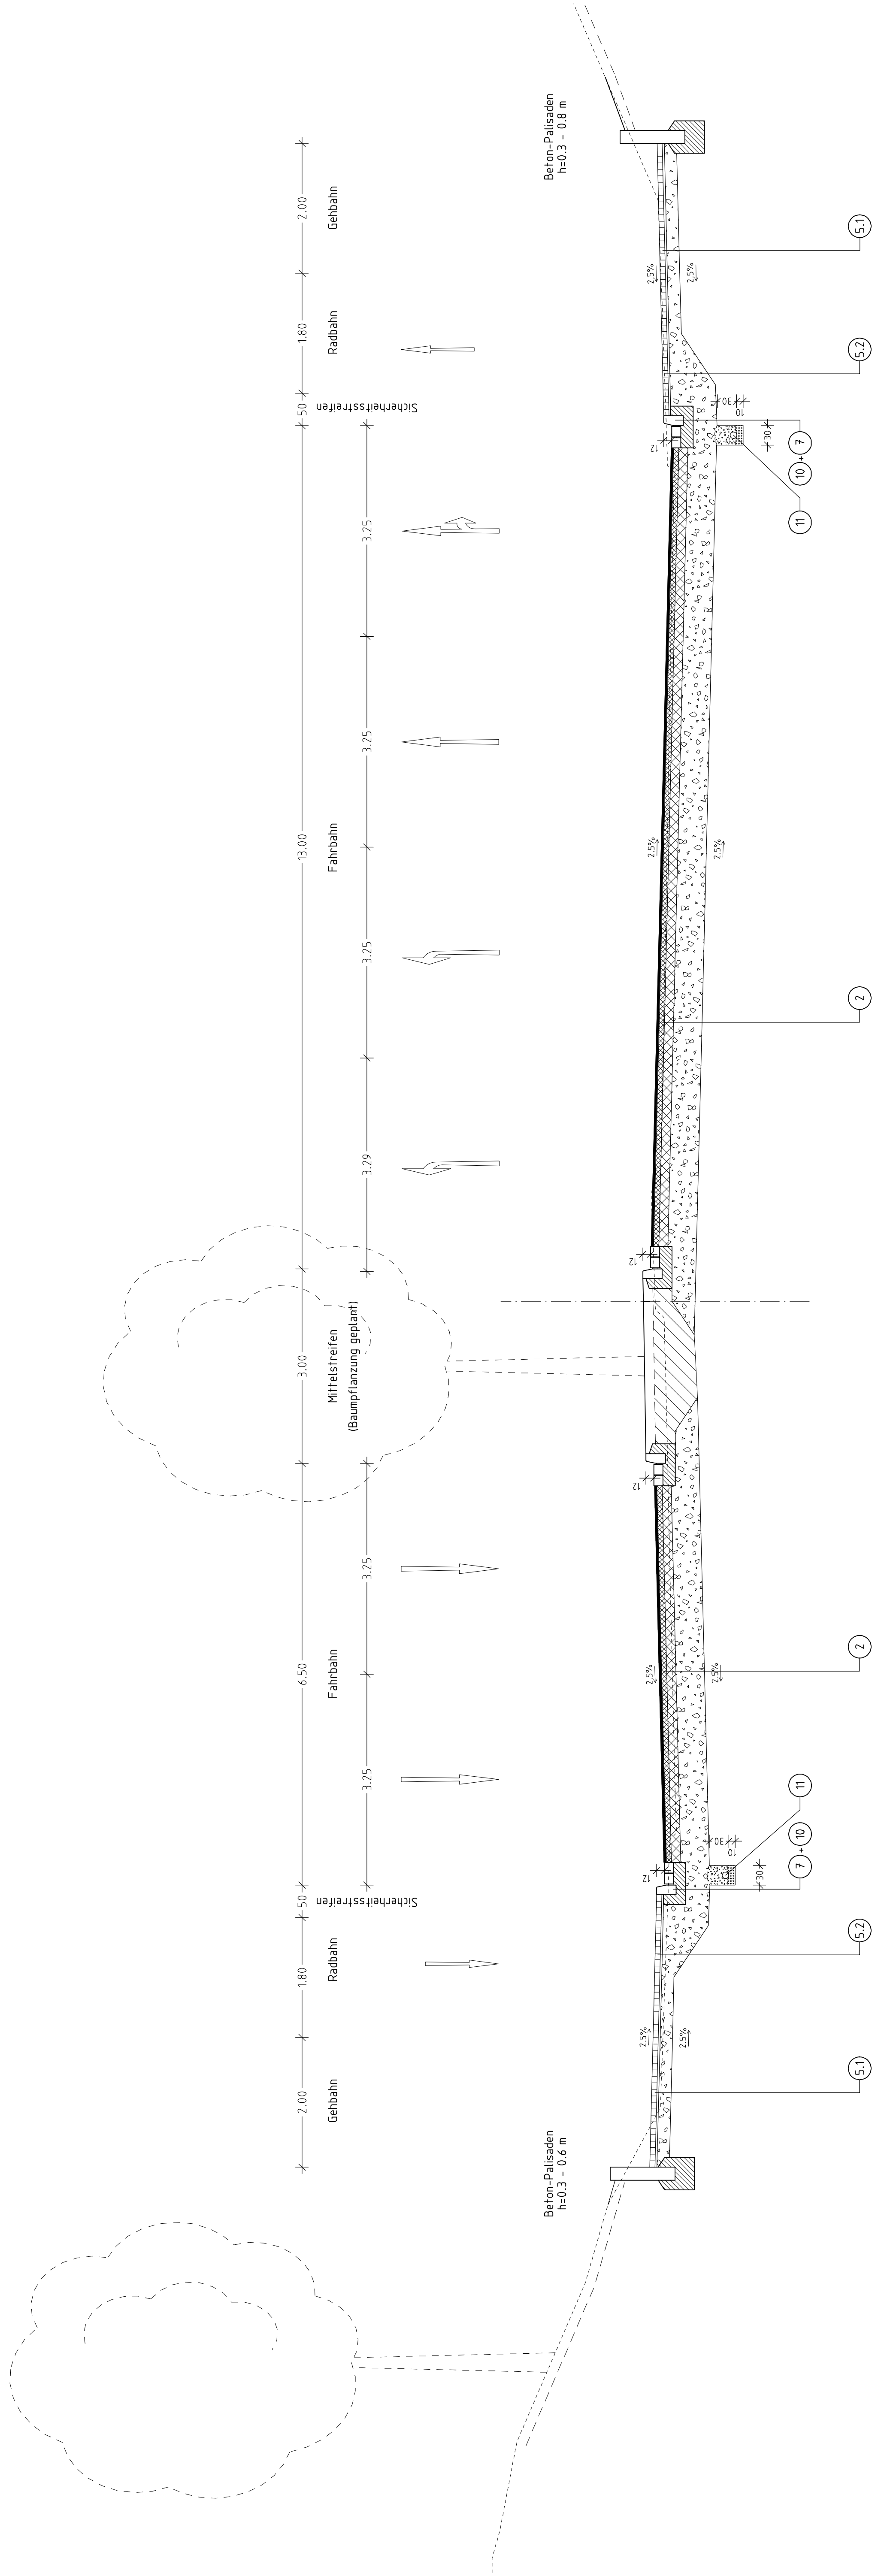 2.00 1.80 50 6.50 3.00 13.00 50 1.80 2.00
Gehbahn Radbahn Sicherheitsstreifen Fahrbahn Mittelstreifen Fahrbahn Sicherheitsstreifen Radbahn Gehbahn
(Baumpflanzung geplant)
3.25 3.25 3.29 3.25 3.25 3.25
Beton-Palisaden
h=0.3 - 0.6 m
Beton-Palisaden
h=0.3 - 0.8 m
12 12 12 12
2.5% 2.5% 2.5% 2.5%
2.5% 2.5% 2.5% 2.5%
30 10 30
30 10 30
7 + 10 11
11 10 + 7
5.1 5.2 2 2 5.2 5.1